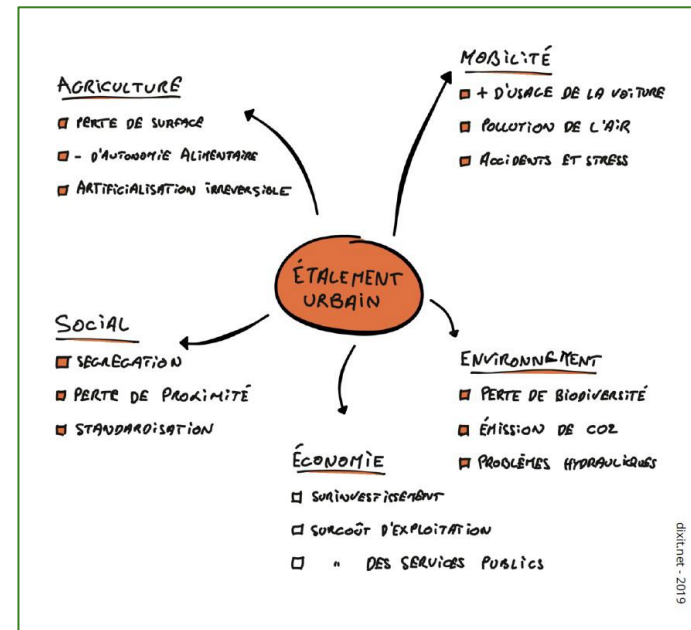 AGRICULTURE
PERTE DE SURFACE
- D'AUTONOMIE ALIMENTAIRE
ARTIFICIALISATION IRREVERSIBLE
MOBILITÉ
+ D'USAGE DE LA VOITURE
POLLUTION DE L'AIR
ACCIDENTS ET STRESS
ÉTALEMENT
URBAIN
SOCIAL
SEGREGATION
PERTE DE PROXIMITÉ
STANDARDISATION
ENVIRONNEMENT
PERTE DE BIODIVERSITÉ
ÉMISSION DE CO2
PROBLÈMES HYDRAULIQUES
ÉCONOMIE
SURINVESTISSEMENT
SURCOÛT D'EXPLOITATION
" DES SERVICES PUBLICS
dixit.net - 2019